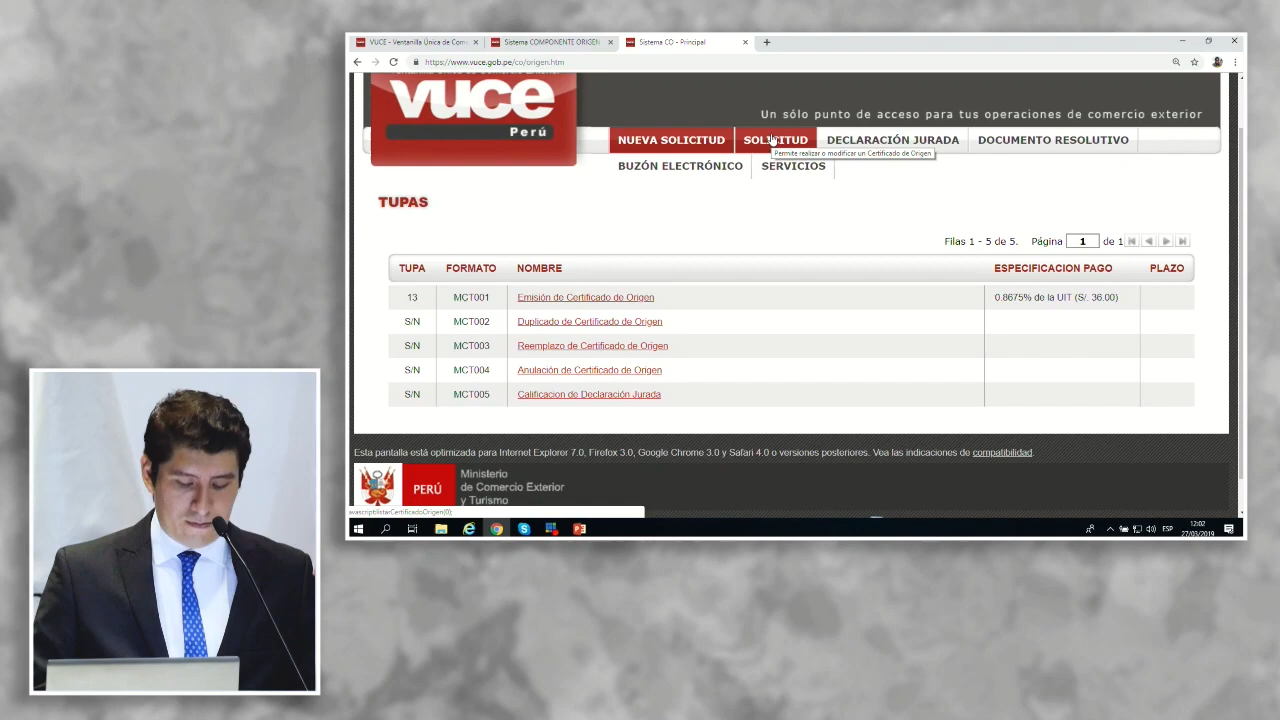 VUCE - Ventanilla Única de Com
Sistema COMPONENTE ORIGEN
Sistema CO - Principal
https://www.vuce.gob.pe/co/origen.htm
vuce
Perú
Un sólo punto de acceso para tus operaciones de comercio exterior
NUEVA SOLICITUD SOLICITUD DECLARACIÓN JURADA DOCUMENTO RESOLUTIVO
Permite realizar o modificar un Certificado de Origen
BUZÓN ELECTRÓNICO SERVICIOS
TUPAS
Filas 1 - 5 de 5. Página 1 de 1
TUPA FORMATO NOMBRE ESPECIFICACION PAGO PLAZO
13 MCT001 Emisión de Certificado de Origen 0.8675% de la UIT (S/. 36.00)
S/N MCT002 Duplicado de Certificado de Origen
S/N MCT003 Reemplazo de Certificado de Origen
S/N MCT004 Anulación de Certificado de Origen
S/N MCT005 Calificacion de Declaración Jurada
Esta pantalla está optimizada para Internet Explorer 7.0, Firefox 3.0, Google Chrome 3.0 y Safari 4.0 o versiones posteriores. Vea las indicaciones de compatibilidad.
PERÚ
Ministerio
de Comercio Exterior
y Turismo
avascript:listarCertificadoOrigen(0);
ESP
12:02
27/03/2019